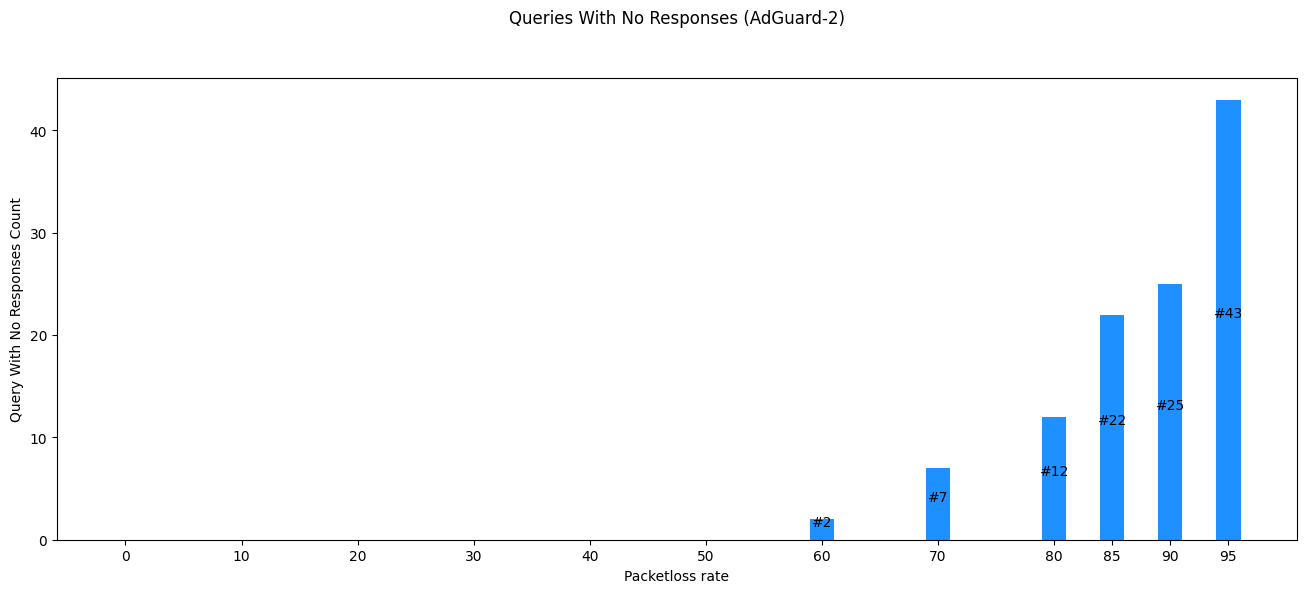 Queries With No Responses (AdGuard-2)
Query With No Responses Count
40
30
20
10
0
#2
#7
#12
#22
#25
#43
0 10 20 30 40 50 60 70 80 85 90 95
Packetloss rate